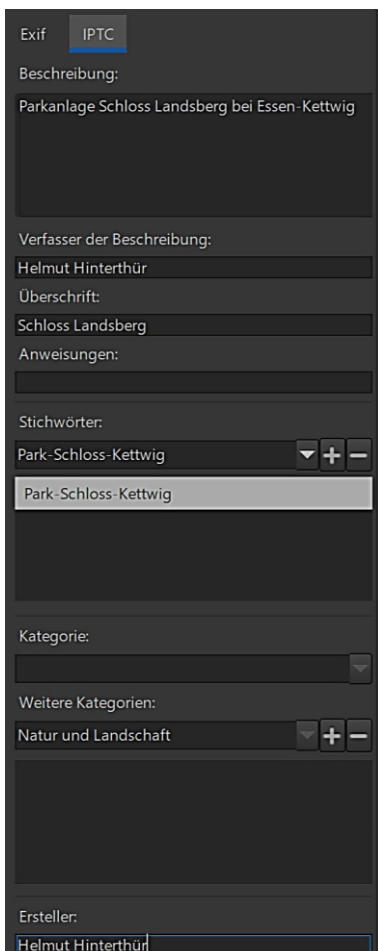 Exif IPTC
Beschreibung:
Parkanlage Schloss Landsberg bei Essen-Kettwig
Verfasser der Beschreibung:
Helmut Hinterthür
Überschrift:
Schloss Landsberg
Anweisungen:
Stichwörter:
Park-Schloss-Kettwig
Park-Schloss-Kettwig
Kategorie:
Weitere Kategorien:
Natur und Landschaft
Ersteller:
Helmut Hinterthür